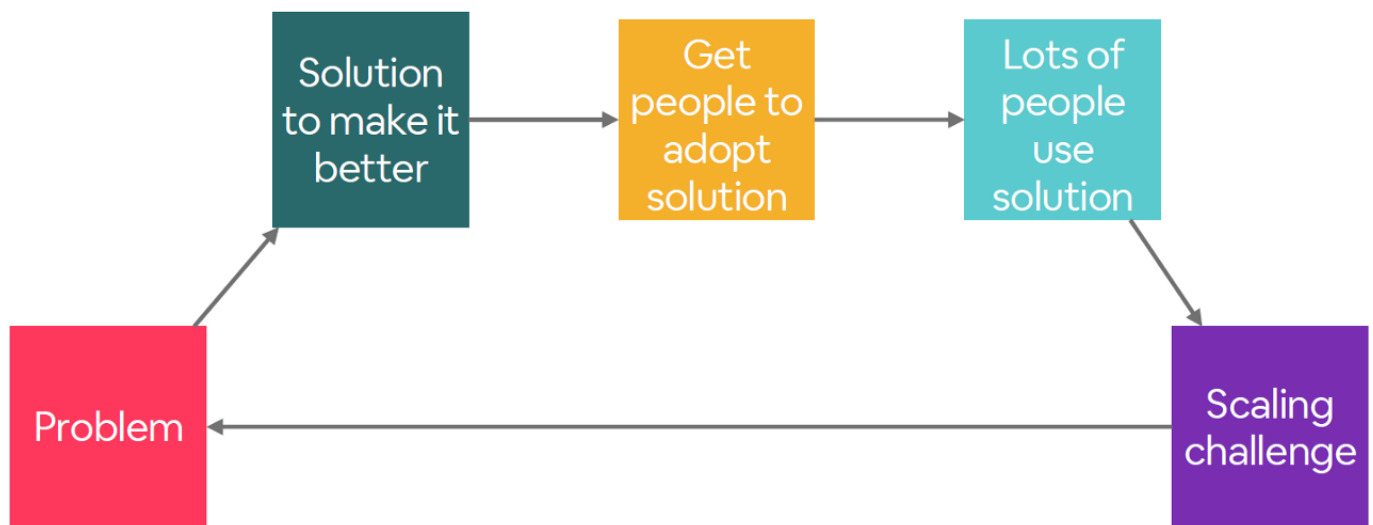 Problem
Solution
to make it
better
Get
people to
adopt
solution
Lots of
people
use
solution
Scaling
challenge